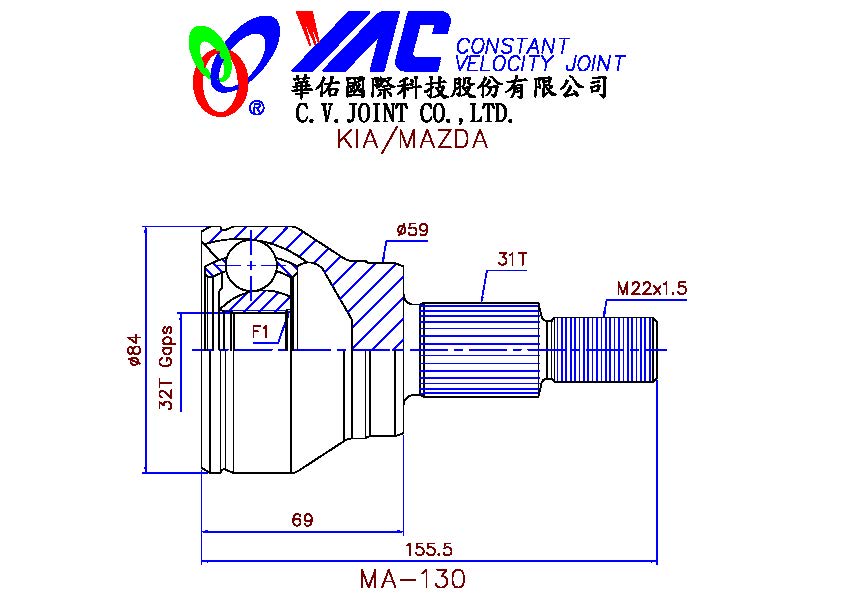 YAC CONSTANT
VELOCITY JOINT
®
華佑國際科技股份有限公司
C.V.JOINT CO.,LTD.
KIA/MAZDA
ø59
31T
M22x1.5
F1
ø84
32T Gaps
69
155.5
MA-130